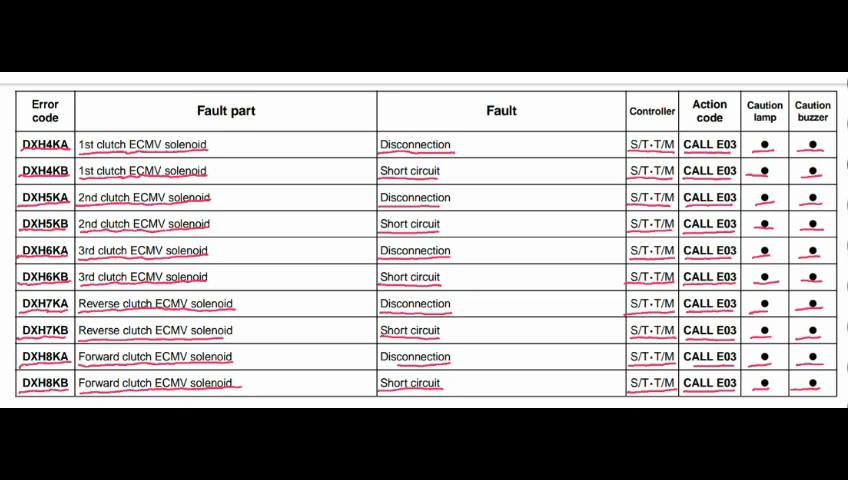 Error code | Fault part | Fault | Controller | Action code | Caution lamp | Caution buzzer
DXH4KA | 1st clutch ECMV solenoid | Disconnection | S/T・T/M | CALL E03 | ● | ●
DXH4KB | 1st clutch ECMV solenoid | Short circuit | S/T・T/M | CALL E03 | ● | ●
DXH5KA | 2nd clutch ECMV solenoid | Disconnection | S/T・T/M | CALL E03 | ● | ●
DXH5KB | 2nd clutch ECMV solenoid | Short circuit | S/T・T/M | CALL E03 | ● | ●
DXH6KA | 3rd clutch ECMV solenoid | Disconnection | S/T・T/M | CALL E03 | ● | ●
DXH6KB | 3rd clutch ECMV solenoid | Short circuit | S/T・T/M | CALL E03 | ● | ●
DXH7KA | Reverse clutch ECMV solenoid | Disconnection | S/T・T/M | CALL E03 | ● | ●
DXH7KB | Reverse clutch ECMV solenoid | Short circuit | S/T・T/M | CALL E03 | ● | ●
DXH8KA | Forward clutch ECMV solenoid | Disconnection | S/T・T/M | CALL E03 | ● | ●
DXH8KB | Forward clutch ECMV solenoid | Short circuit | S/T・T/M | CALL E03 | ● | ●